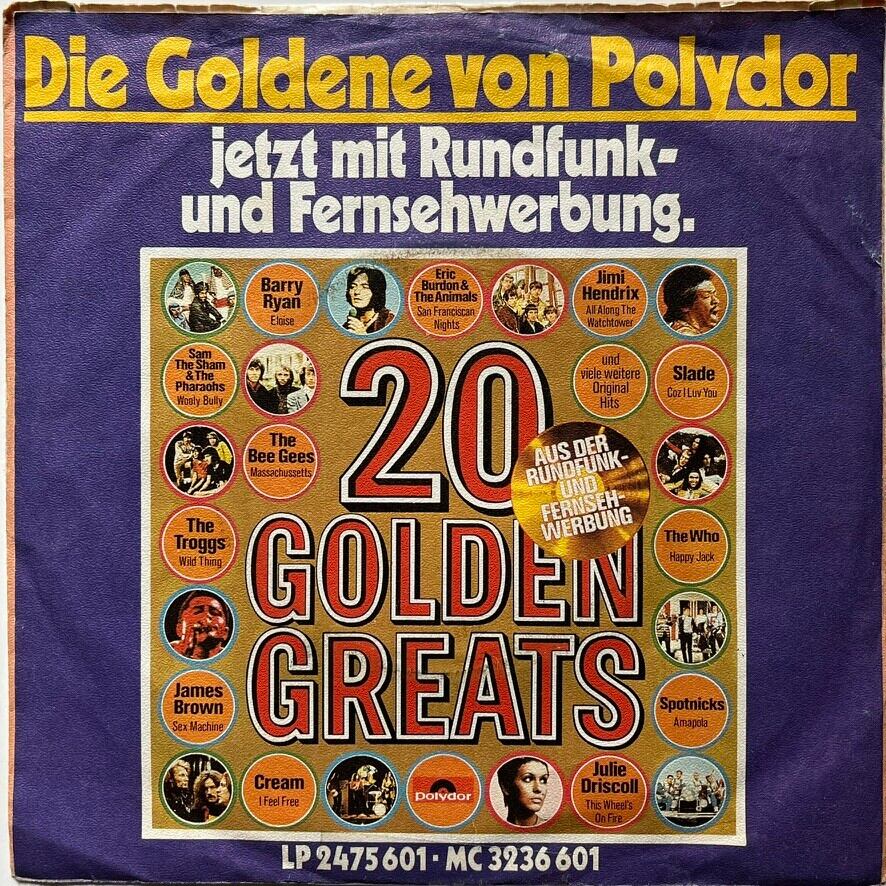 Die Goldene von Polydor
jetzt mit Rundfunk-
und Fernsehwerbung.
Barry
Ryan
Eloise
Eric
Burdon &
The Animals
San Franciscan
Nights
Jimi
Hendrix
All Along The
Watchtower
Sam
The Sham
& The
Pharaohs
Wooly Bully
und
viele weitere
Original
Hits
Slade
Coz I Luv You
The
Bee Gees
Massachussetts
20
GOLDEN
GREATS
AUS DER
RUNDFUNK-
UND
FERNSEH-
WERBUNG
The
Troggs
Wild Thing
The Who
Happy Jack
James
Brown
Sex Machine
Spotnicks
Amapola
Cream
I Feel Free
polydor
Julie
Driscoll
This Wheel's
On Fire
LP 2475 601 · MC 3236 601